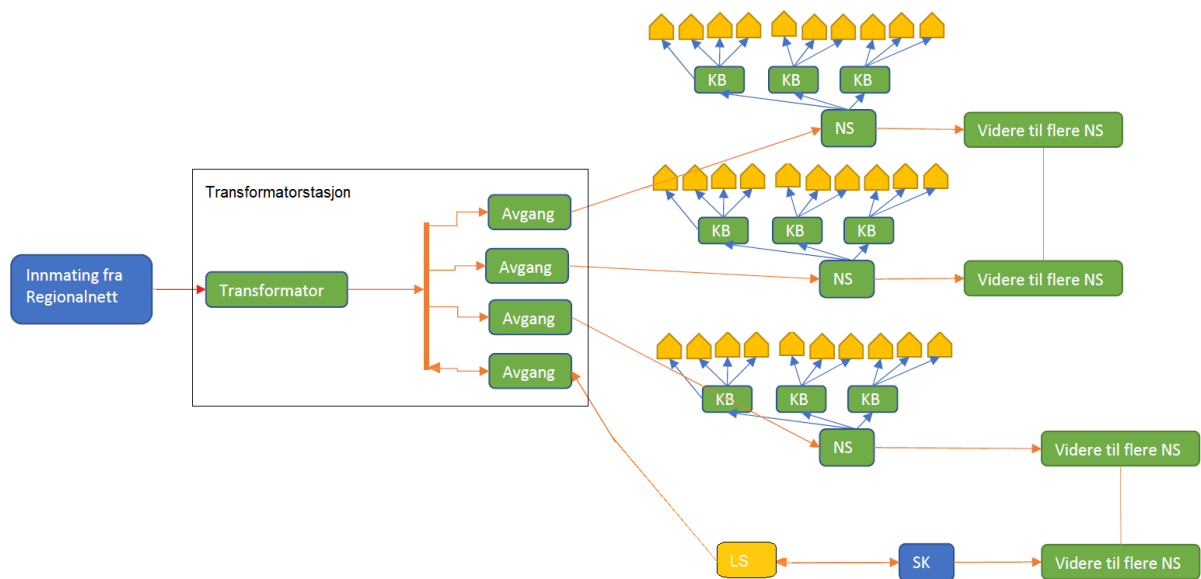 KB
KB
KB
NS
Videre til flere NS
Transformatorstasjon
Avgang
KB
KB
KB
Avgang
NS
Videre til flere NS
Innmating fra
Regionalnett
Transformator
Avgang
Avgang
KB
KB
KB
NS
Videre til flere NS
LS
SK
Videre til flere NS